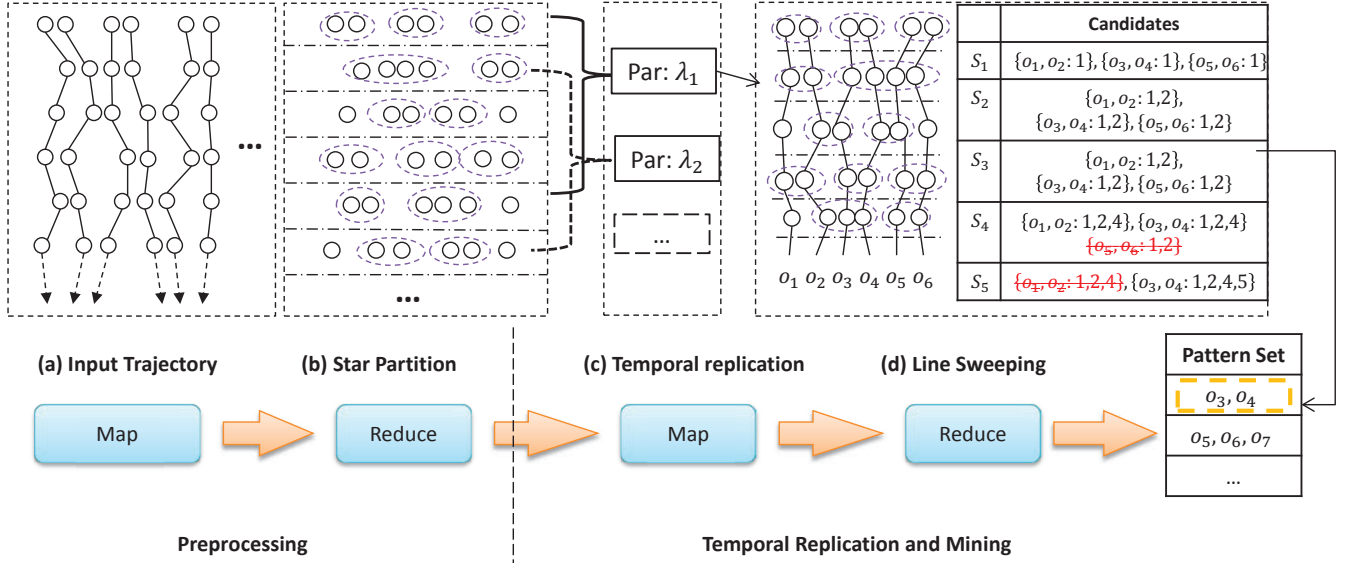 ...
...
Par: λ₁
Par: λ₂
...
o₁ o₂ o₃ o₄ o₅ o₆
Candidates
S₁ {o₁, o₂: 1}, {o₃, o₄: 1}, {o₅, o₆: 1}
S₂ {o₁, o₂: 1,2},
{o₃, o₄: 1,2}, {o₅, o₆: 1,2}
S₃ {o₁, o₂: 1,2},
{o₃, o₄: 1,2}, {o₅, o₆: 1,2}
S₄ {o₁, o₂: 1,2,4}, {o₃, o₄: 1,2,4}
{o₅, o₆: 1,2}
S₅ {o₁, o₂: 1,2,4}, {o₃, o₄: 1,2,4,5}
(a) Input Trajectory
(b) Star Partition
(c) Temporal replication
(d) Line Sweeping
Map
Reduce
Map
Reduce
Pattern Set
o₃, o₄
o₅, o₆, o₇
...
Preprocessing
Temporal Replication and Mining